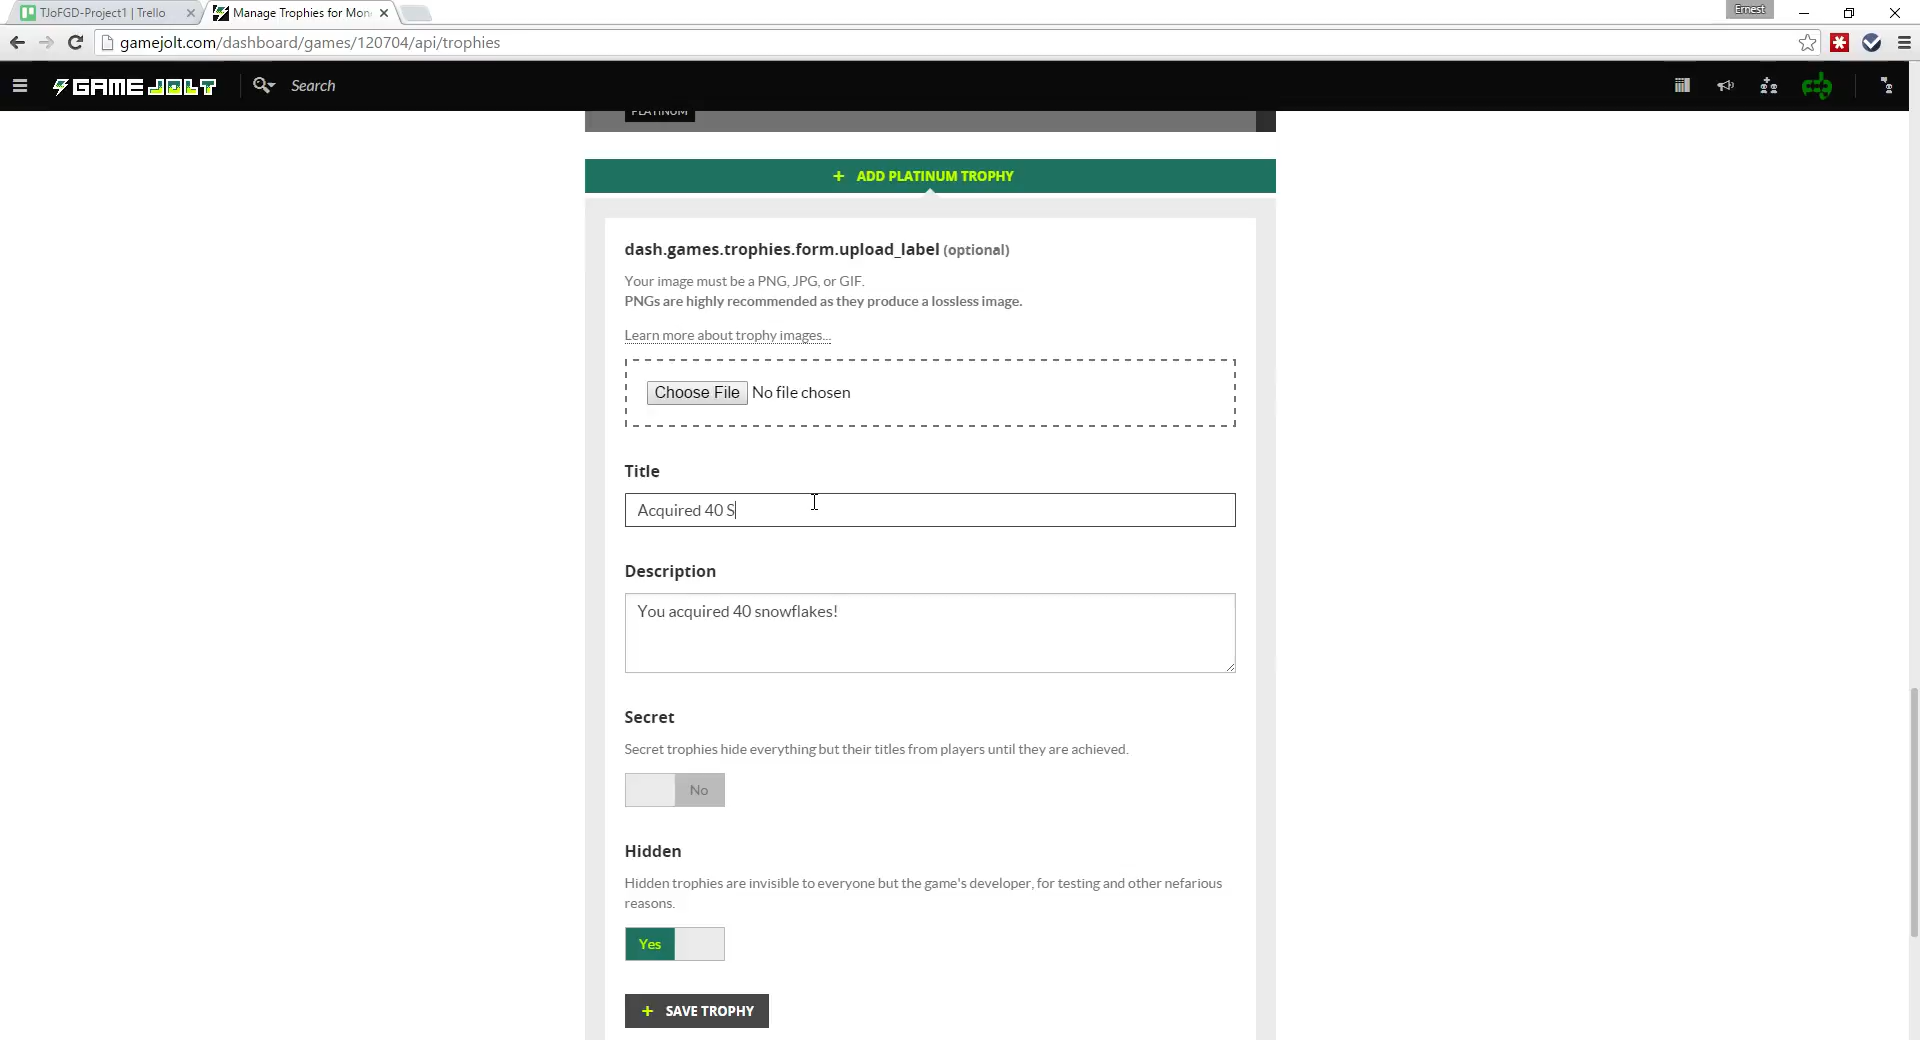 TJoFGD-Project1 | Trello
Manage Trophies for Mon
Ernest
gamejolt.com/dashboard/games/120704/api/trophies
GAME JOLT
Search
PLATINUM
+ ADD PLATINUM TROPHY
dash.games.trophies.form.upload_label (optional)
Your image must be a PNG, JPG, or GIF.
PNGs are highly recommended as they produce a lossless image.
Learn more about trophy images...
Choose File No file chosen
Title
Acquired 40 S
Description
You acquired 40 snowflakes!
Secret
Secret trophies hide everything but their titles from players until they are achieved.
No
Hidden
Hidden trophies are invisible to everyone but the game's developer, for testing and other nefarious
reasons.
Yes
+ SAVE TROPHY